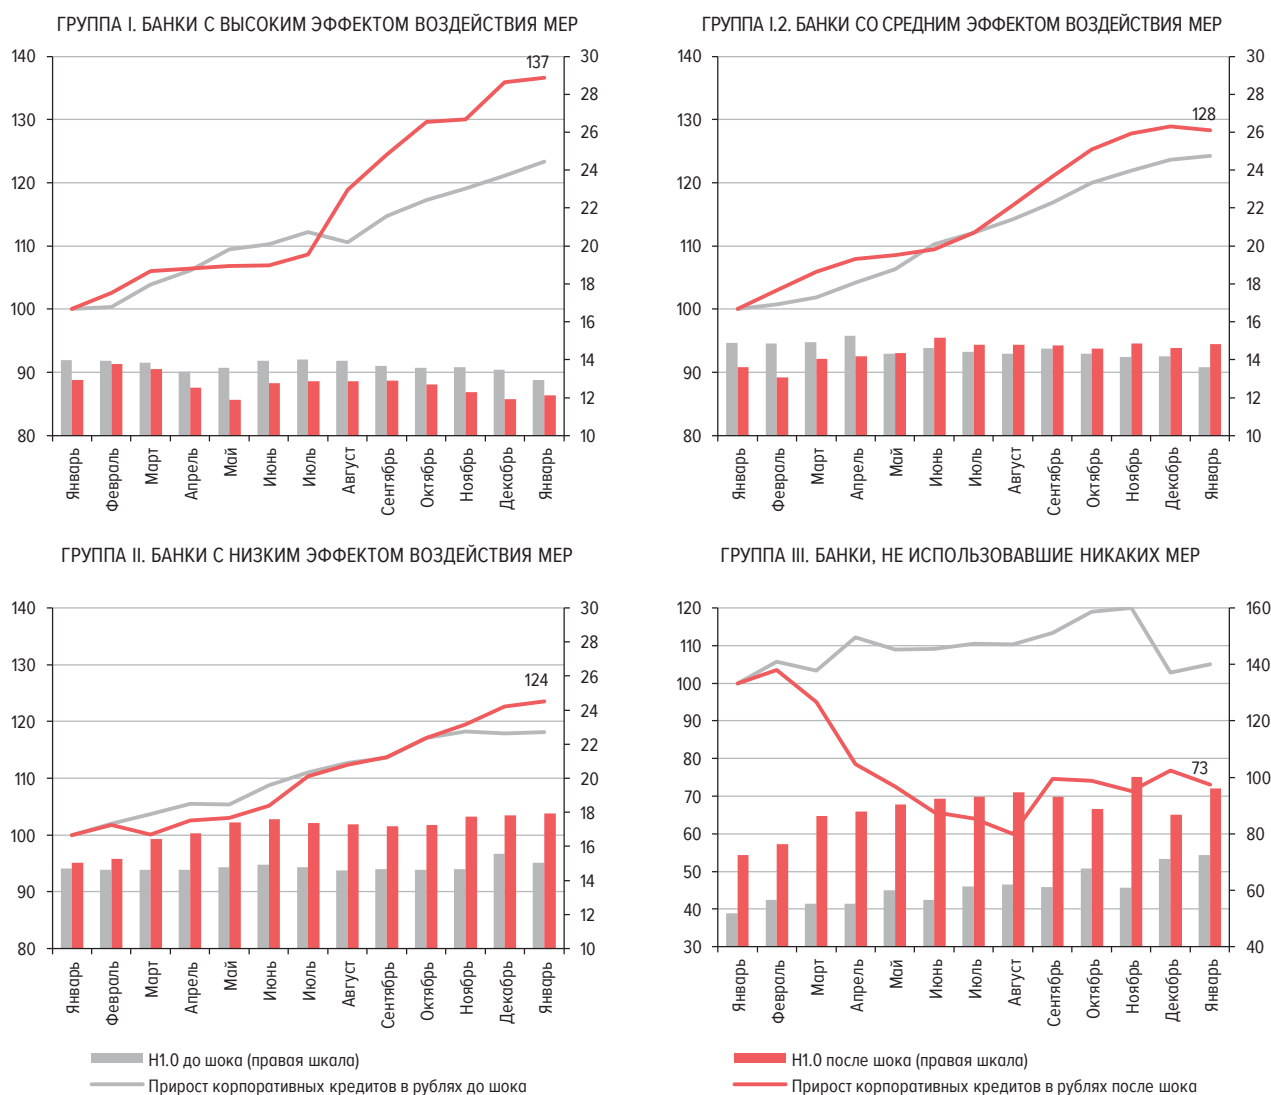 ГРУППА I. БАНКИ С ВЫСОКИМ ЭФФЕКТОМ ВОЗДЕЙСТВИЯ МЕР
140 130 120 110 100 90 80
30 28 26 24 22 20 18 16 14 12 10
137
Январь Февраль Март Апрель Май Июнь Июль Август Сентябрь Октябрь Ноябрь Декабрь Январь
ГРУППА I.2. БАНКИ СО СРЕДНИМ ЭФФЕКТОМ ВОЗДЕЙСТВИЯ МЕР
140 130 120 110 100 90 80
30 28 26 24 22 20 18 16 14 12 10
128
Январь Февраль Март Апрель Май Июнь Июль Август Сентябрь Октябрь Ноябрь Декабрь Январь
ГРУППА II. БАНКИ С НИЗКИМ ЭФФЕКТОМ ВОЗДЕЙСТВИЯ МЕР
140 130 120 110 100 90 80
30 28 26 24 22 20 18 16 14 12 10
124
Январь Февраль Март Апрель Май Июнь Июль Август Сентябрь Октябрь Ноябрь Декабрь Январь
ГРУППА III. БАНКИ, НЕ ИСПОЛЬЗОВАВШИЕ НИКАКИХ МЕР
120 110 100 90 80 70 60 50 40 30
160 140 120 100 80 60 40
73
Январь Февраль Март Апрель Май Июнь Июль Август Сентябрь Октябрь Ноябрь Декабрь Январь
Н1.0 до шока (правая шкала)
Прирост корпоративных кредитов в рублях до шока
Н1.0 после шока (правая шкала)
Прирост корпоративных кредитов в рублях после шока